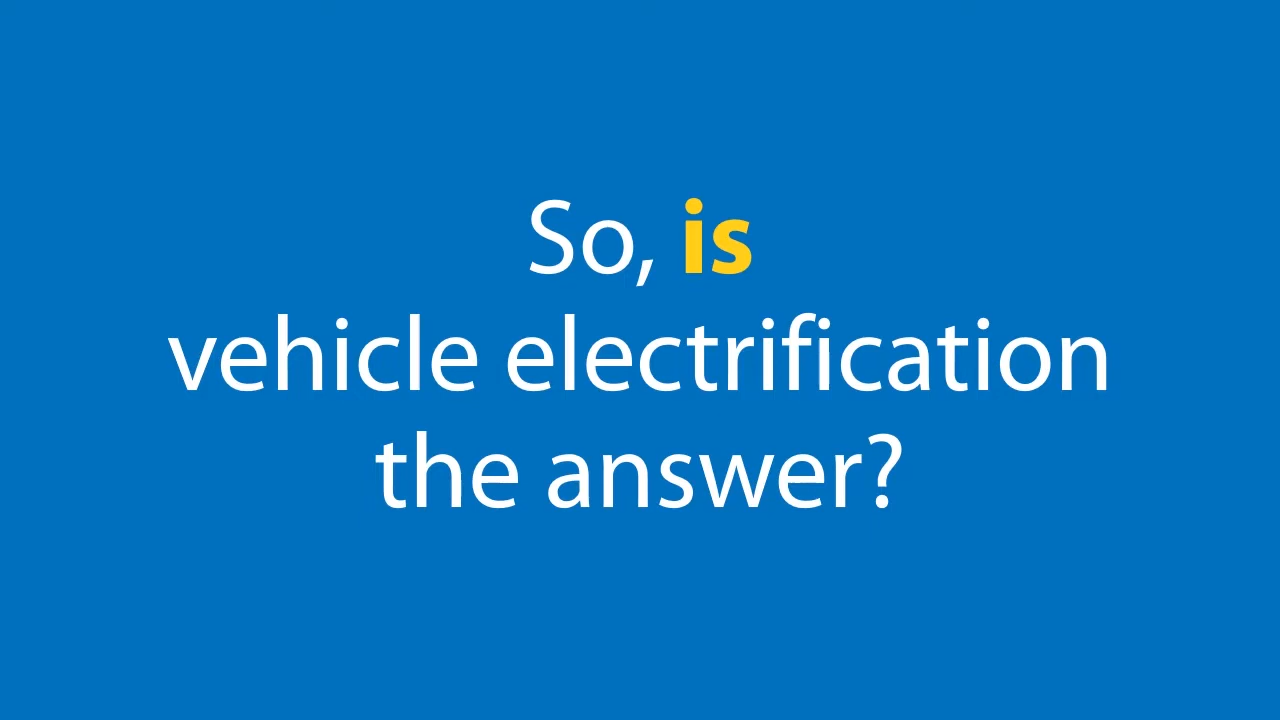 So, is
vehicle electrification
the answer?